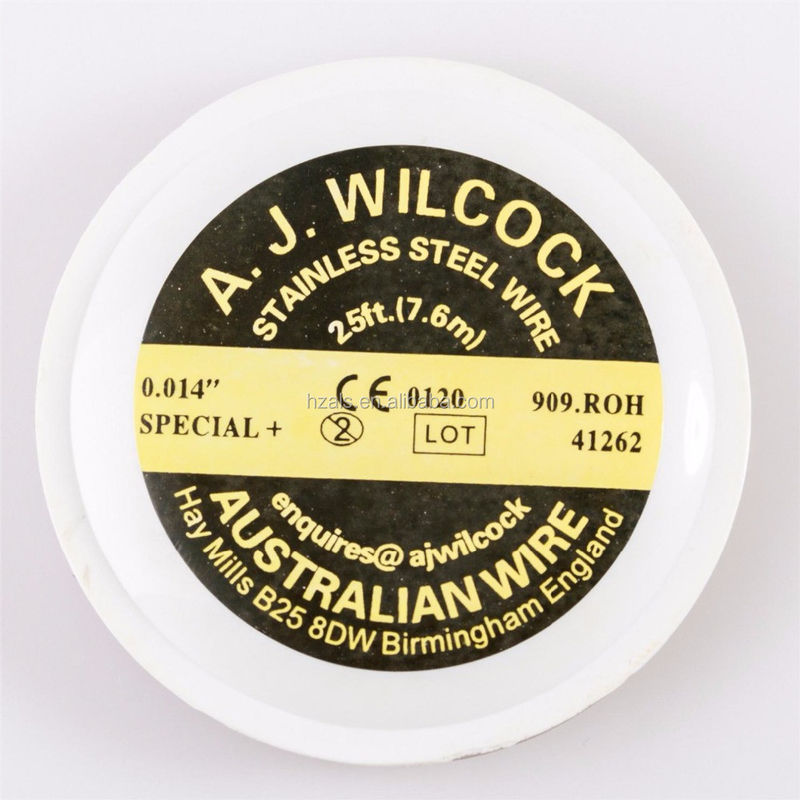 A. J. WILCOCK
STAINLESS STEEL WIRE
25ft.(7.6m)
0.014" CE 0120 909.ROH
hzals.en.alibaba.com
SPECIAL + 2 LOT 41262
enquires@ ajwilcock
AUSTRALIAN WIRE
Hay Mills B25 8DW Birmingham England